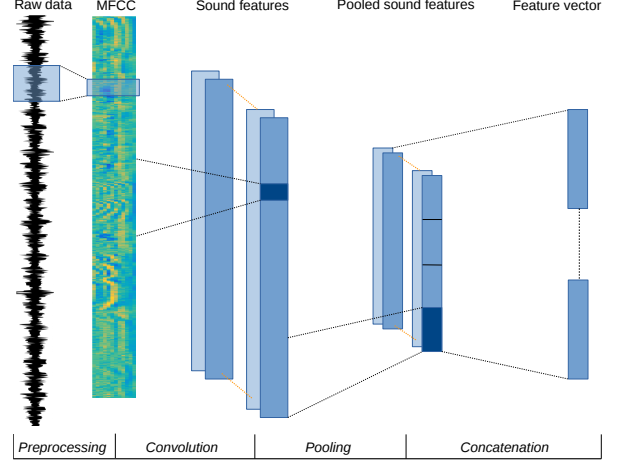 Raw data MFCC Sound features Pooled sound features Feature vector
Preprocessing Convolution Pooling Concatenation